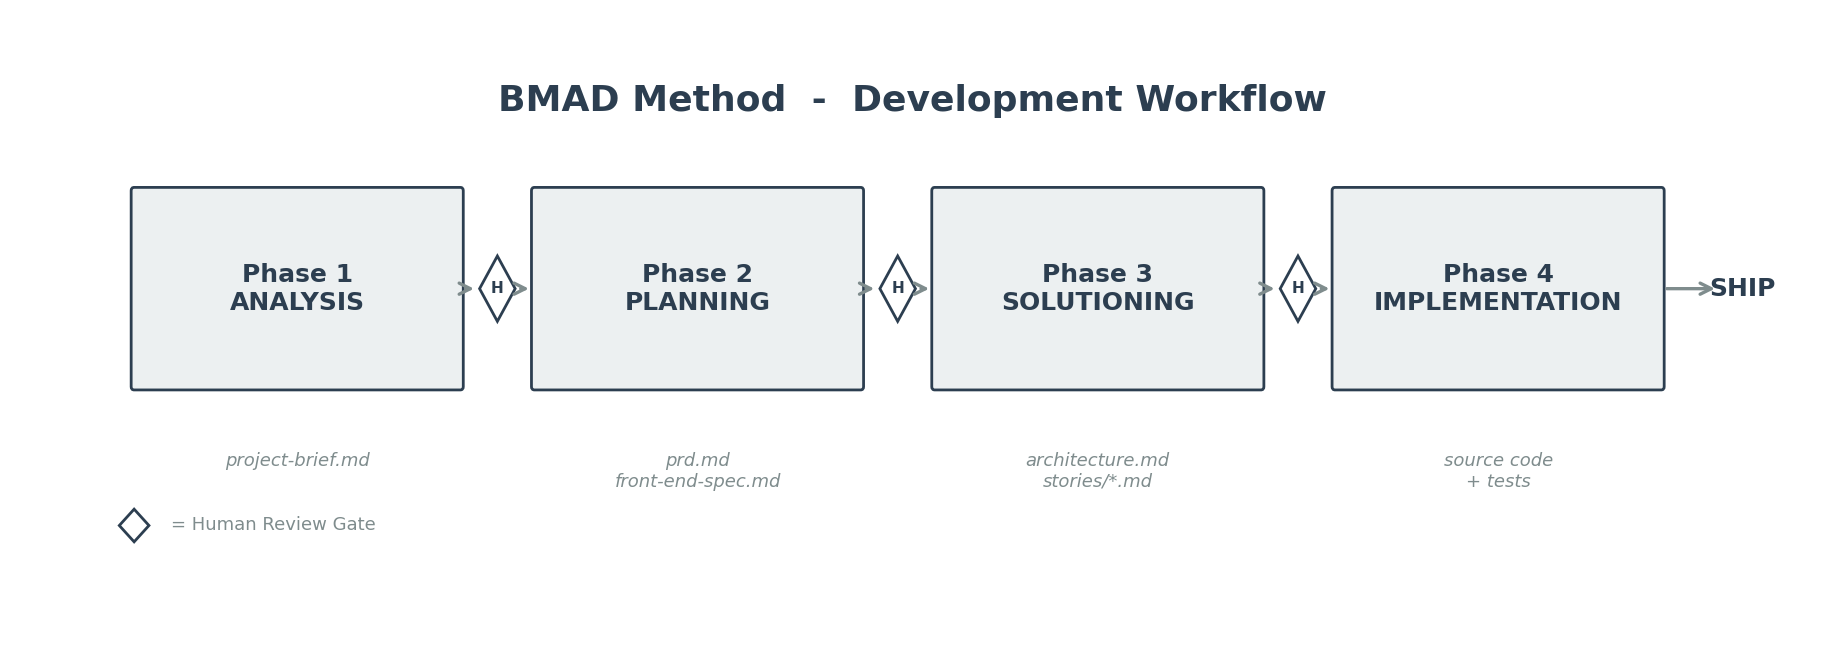 BMAD Method  -  Development Workflow
Phase 1
ANALYSIS
H
Phase 2
PLANNING
H
Phase 3
SOLUTIONING
H
Phase 4
IMPLEMENTATION
SHIP
project-brief.md
prd.md
front-end-spec.md
architecture.md
stories/*.md
source code
+ tests
= Human Review Gate